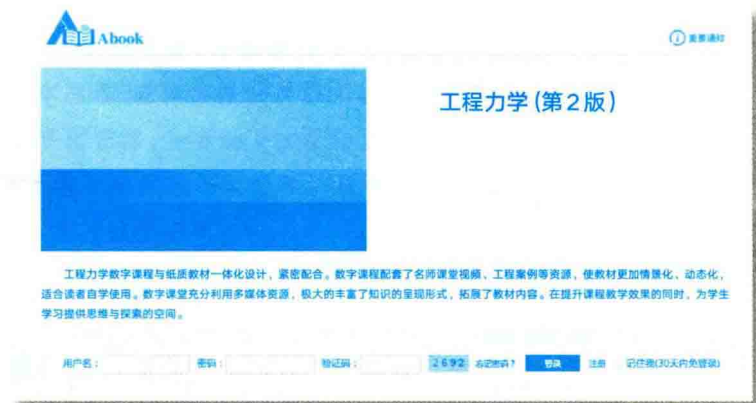 Abook
重要通知
工程力学(第2版)
工程力学数字课程与纸质教材一体化设计，紧密配合。数字课程配套了名师课堂视频、工程案例等资源，使教材更加情景化、动态化，
适合读者自学使用。数字课堂充分利用多媒体资源，极大的丰富了知识的呈现形式，拓展了教材内容。在提升课程教学效果的同时，为学生
学习提供思维与探索的空间。
用户名： 密码： 验证码： 2692 忘记密码？ 登录 注册 记住我(30天内免登录)